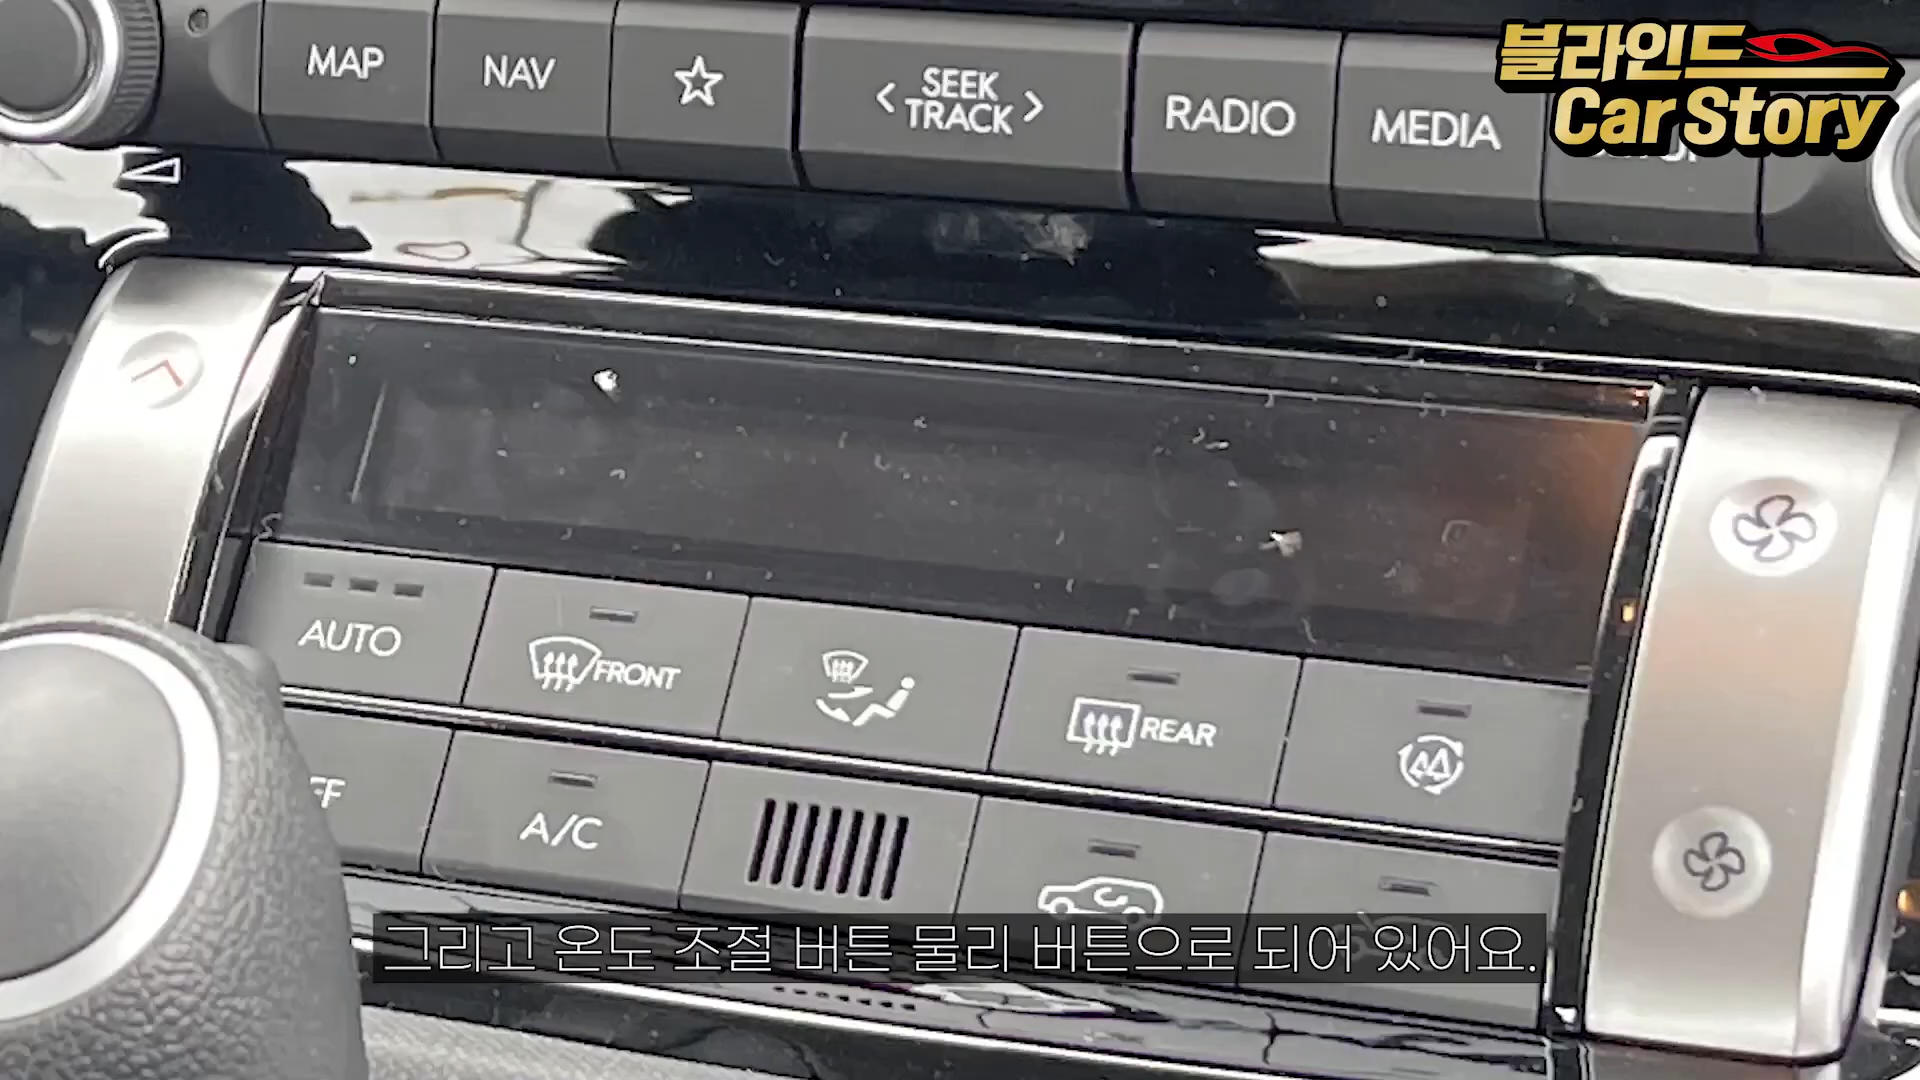 MAP
NAV
SEEK
TRACK
RADIO
MEDIA
블라인드
Car Story
AUTO
FRONT
REAR
A/C
그리고 온도 조절 버튼 물리 버튼으로 되어 있어요.